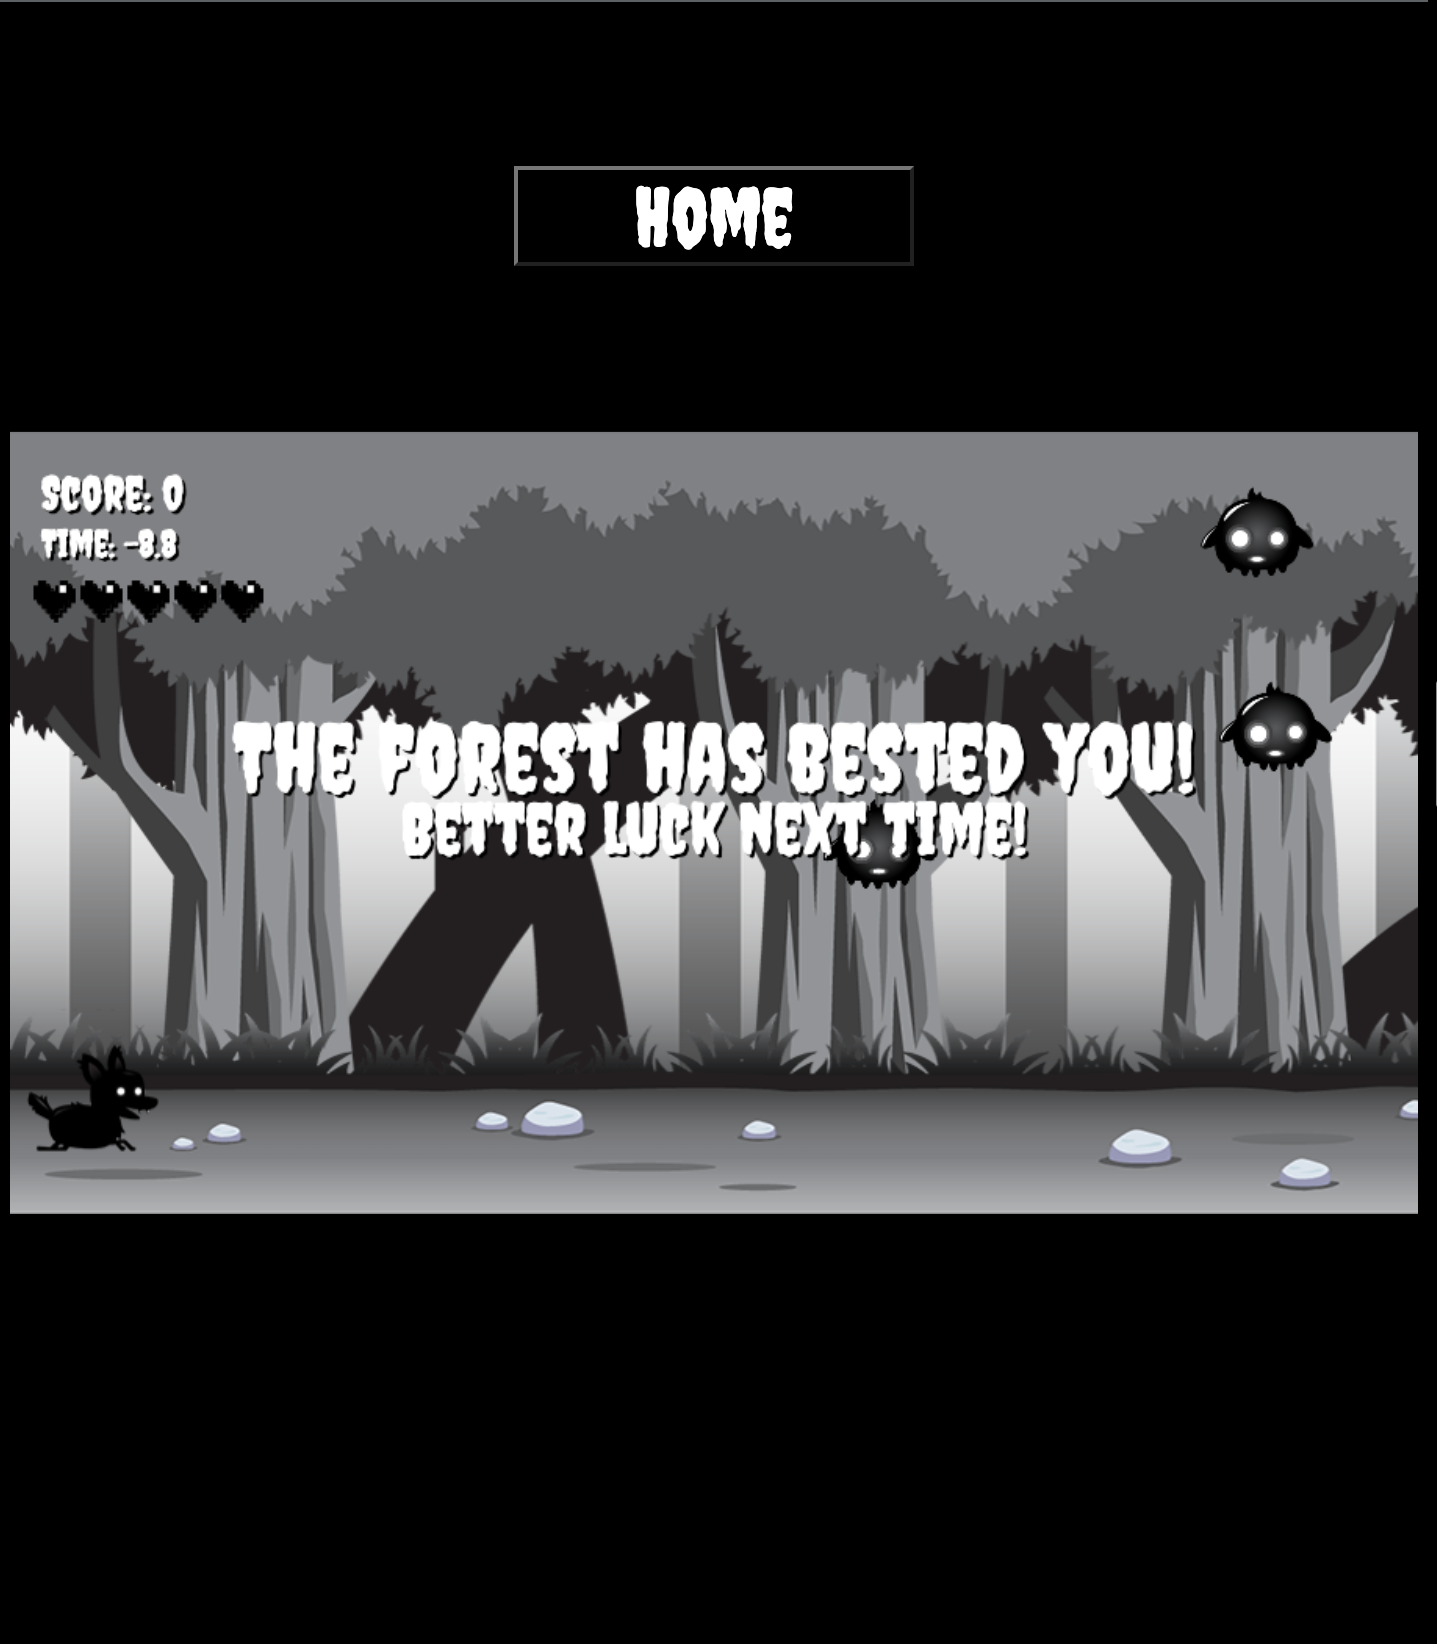 HOME
SCORE: 0
TIME: -8.8
THE FOREST HAS BESTED YOU!
BETTER LUCK NEXT TIME!